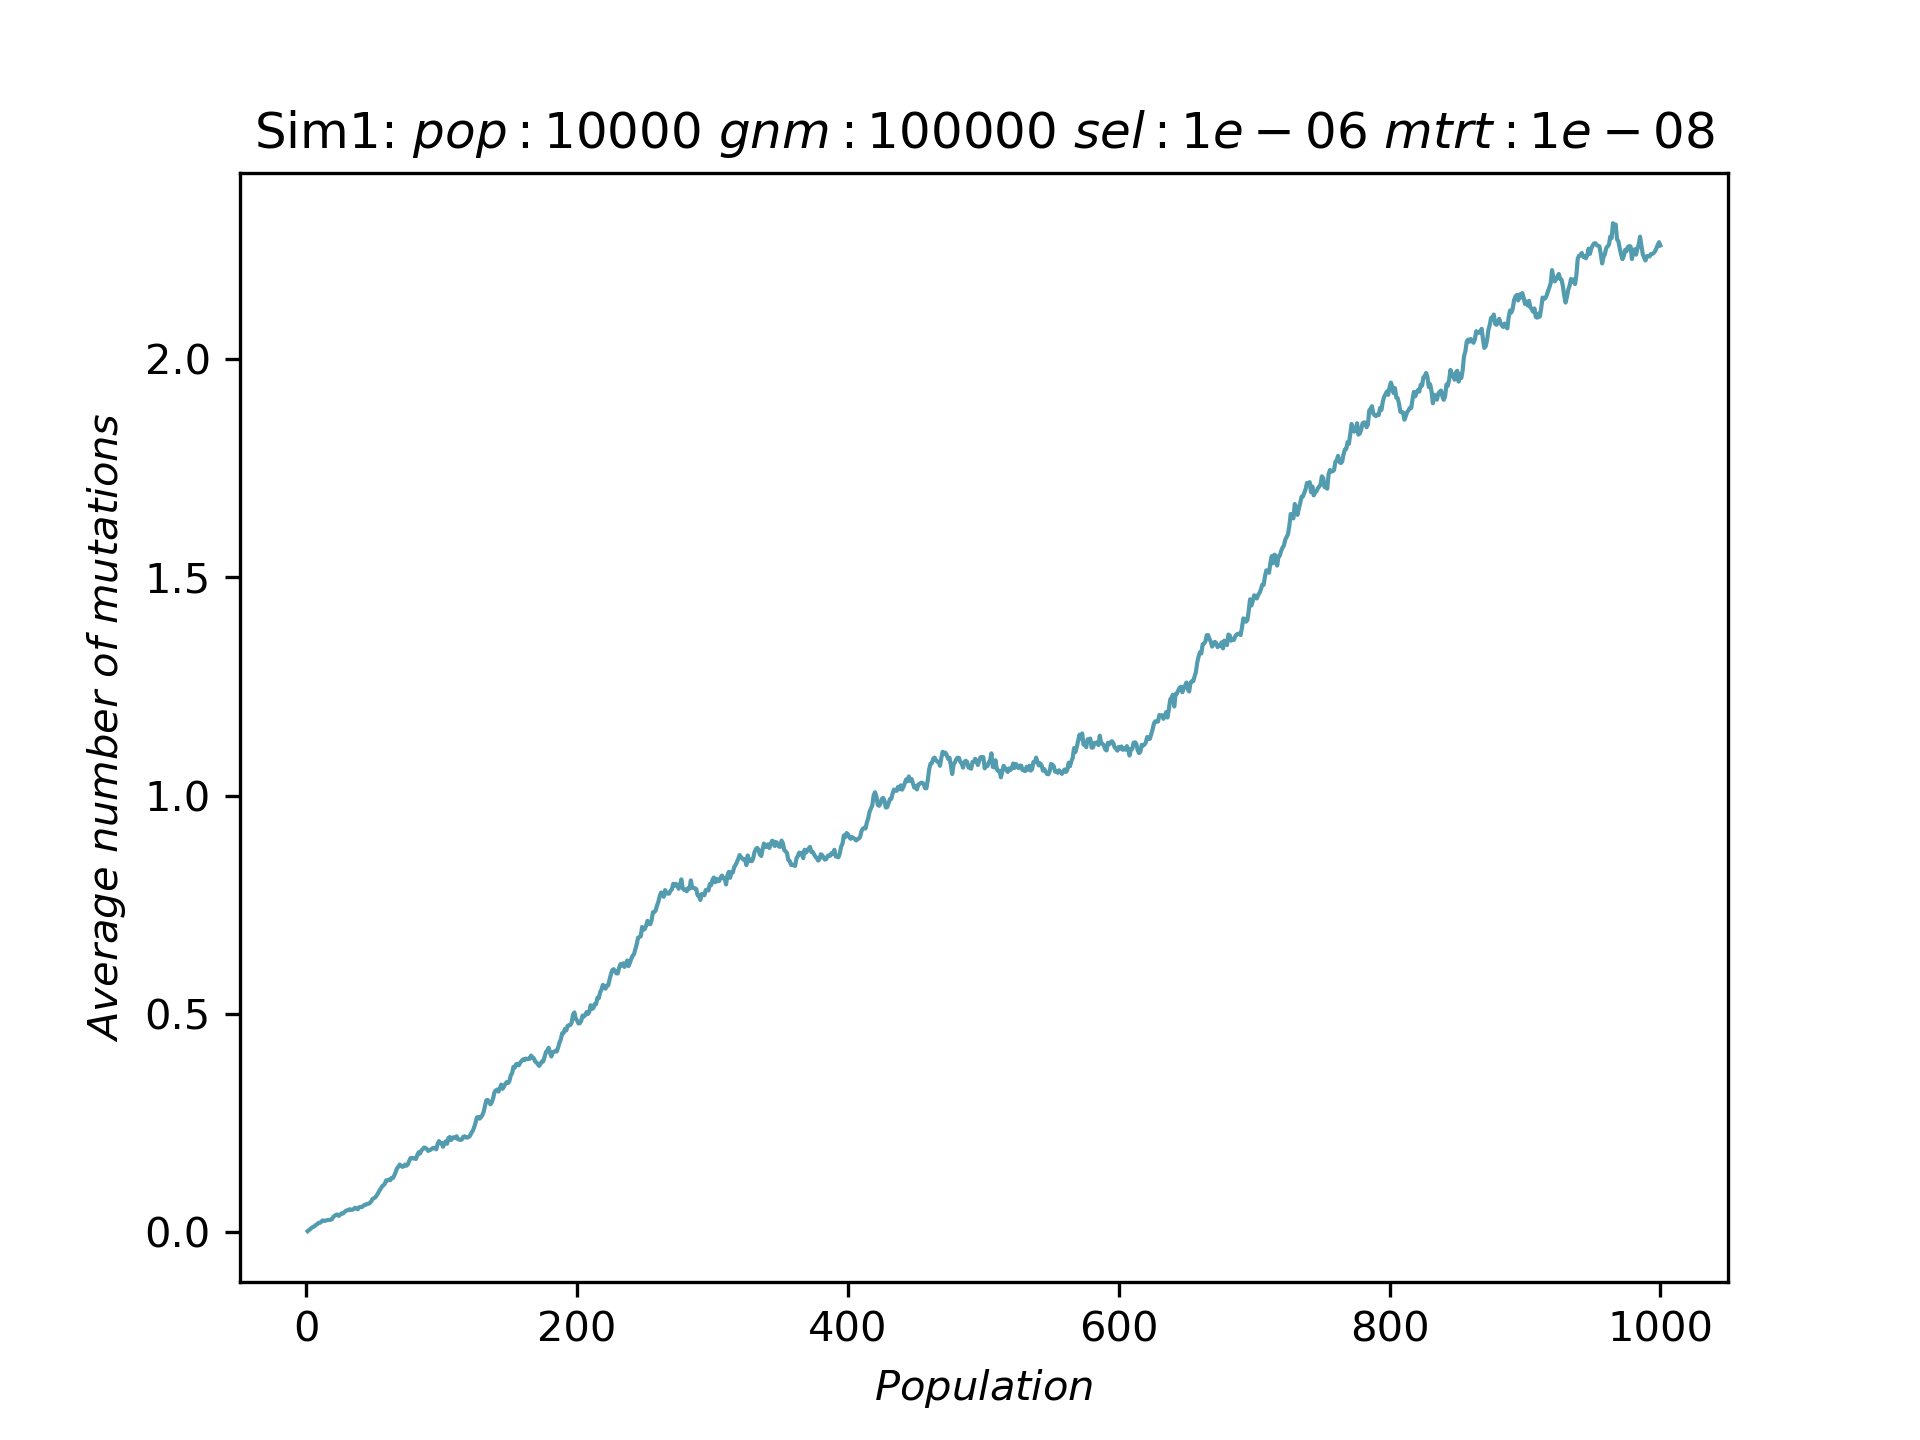 Sim1: pop : 10000 gnm : 100000 sel : 1e − 06 mtrt : 1e − 08
Average number of mutations
2.0
1.5
1.0
0.5
0.0
0 200 400 600 800 1000
Population